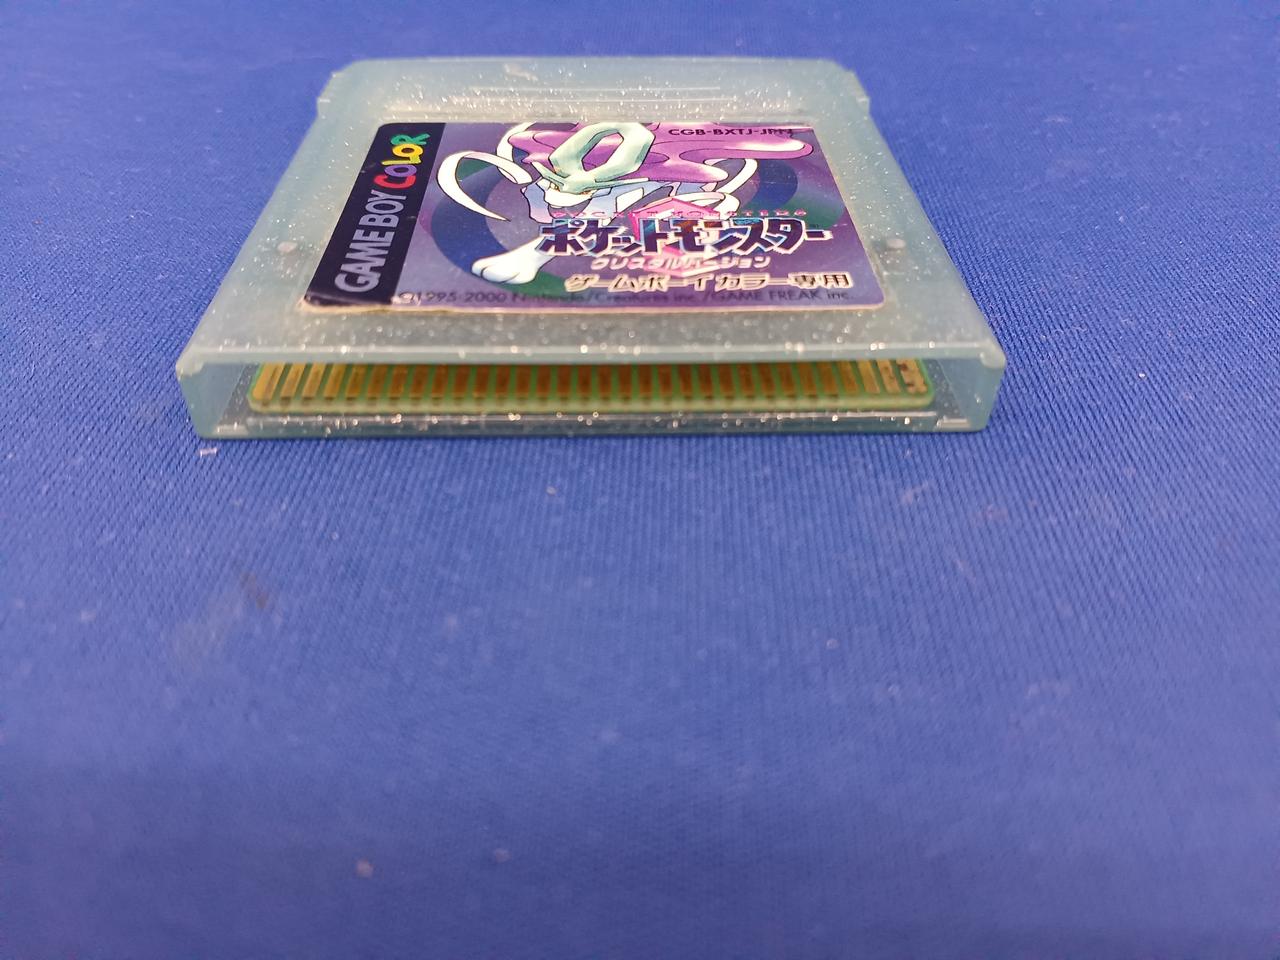 GAME BOY COLOR
CGB-BXTJ-JPN
POCKET MONSTERS
ポケットモンスター
クリスタルバージョン
ゲームボーイカラー専用
©1995-2000 Nintendo/Creatures inc./GAME FREAK inc.